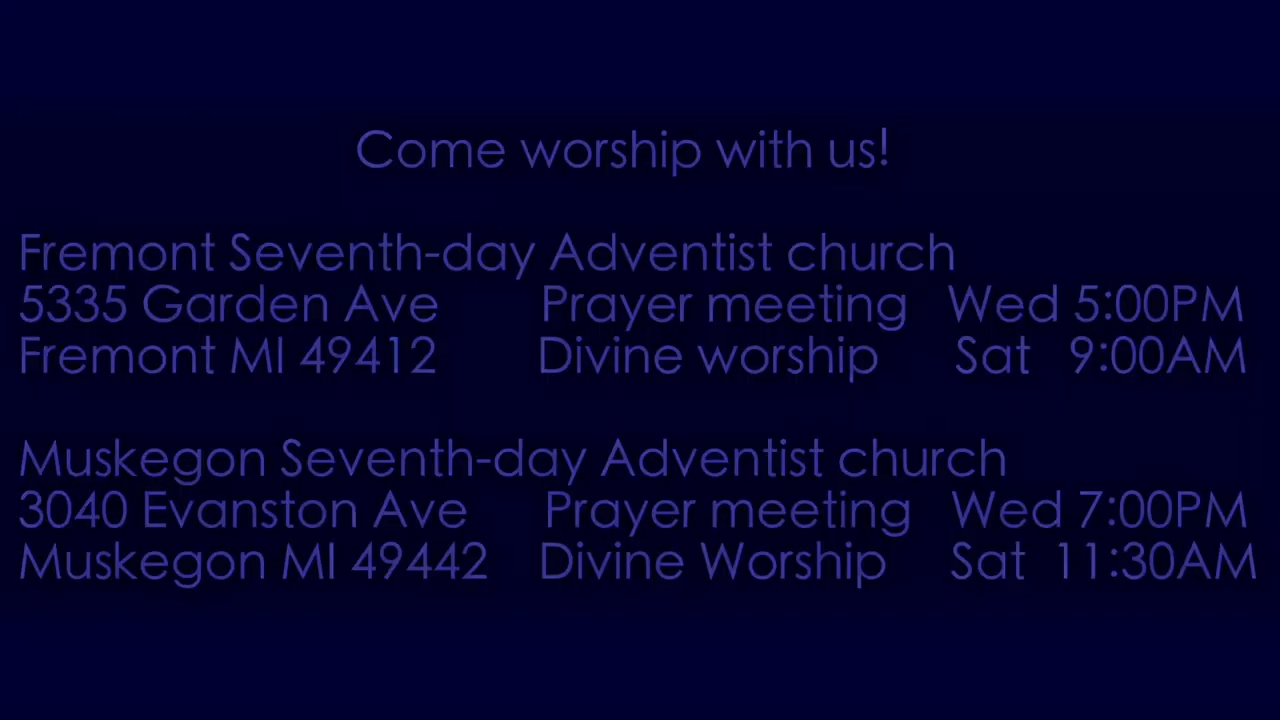 Come worship with us!
Fremont Seventh-day Adventist church
5335 Garden Ave Prayer meeting Wed 5:00PM
Fremont MI 49412 Divine worship Sat 9:00AM
Muskegon Seventh-day Adventist church
3040 Evanston Ave Prayer meeting Wed 7:00PM
Muskegon MI 49442 Divine Worship Sat 11:30AM